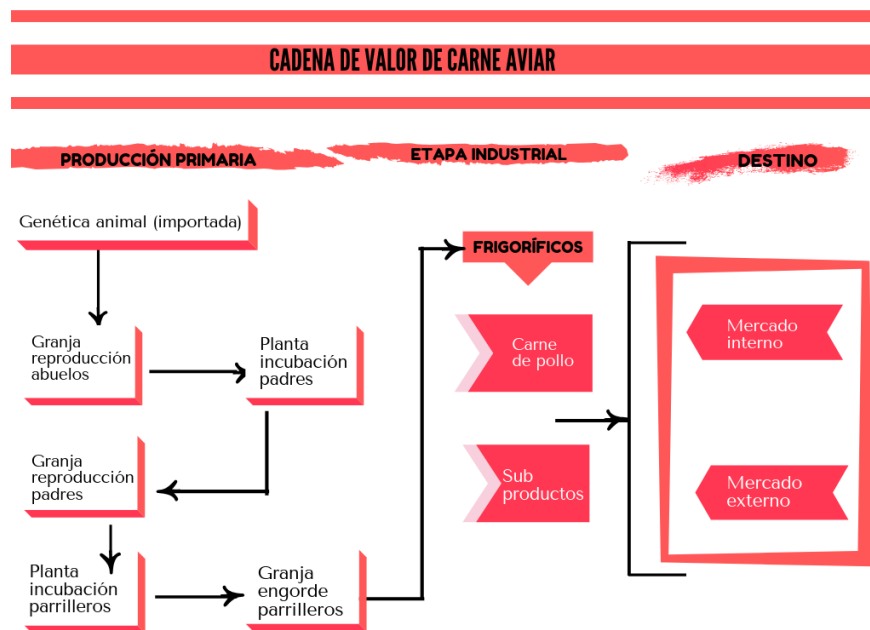 CADENA DE VALOR DE CARNE AVIAR
PRODUCCIÓN PRIMARIA
ETAPA INDUSTRIAL
DESTINO
Genética animal (importada)
Granja
reproducción
abuelos
Planta
incubación
padres
Granja
reproducción
padres
Planta
incubación
parrilleros
Granja
engorde
parrilleros
FRIGORÍFICOS
Carne
de pollo
Sub
productos
Mercado
interno
Mercado
externo